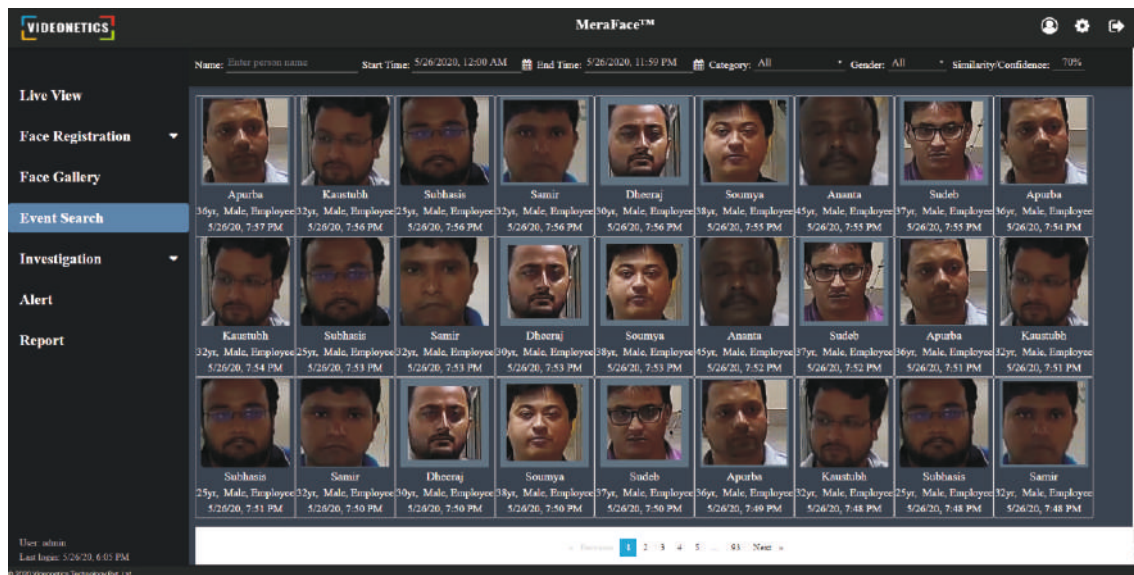 VIDEONETICS
MeraFace™
Name: Enter person name Start Time: 5/26/2020, 12:00 AM End Time: 5/26/2020, 11:59 PM Category: All Gender: All Similarity/Confidence: 70%
Live View
Face Registration
Face Gallery
Event Search
Investigation
Alert
Report
Apurba Kaustubh Subhasis Samir Dheeraj Soumya Ananta Sudeb Apurba
36yr, Male, Employee 32yr, Male, Employee 25yr, Male, Employee 32yr, Male, Employee 30yr, Male, Employee 38yr, Male, Employee 45yr, Male, Employee 37yr, Male, Employee 36yr, Male, Employee
5/26/20, 7:57 PM 5/26/20, 7:56 PM 5/26/20, 7:56 PM 5/26/20, 7:56 PM 5/26/20, 7:56 PM 5/26/20, 7:55 PM 5/26/20, 7:55 PM 5/26/20, 7:55 PM 5/26/20, 7:54 PM
Kaustubh Subhasis Samir Dheeraj Soumya Ananta Sudeb Apurba Kaustubh
32yr, Male, Employee 25yr, Male, Employee 32yr, Male, Employee 30yr, Male, Employee 38yr, Male, Employee 45yr, Male, Employee 37yr, Male, Employee 36yr, Male, Employee 32yr, Male, Employee
5/26/20, 7:54 PM 5/26/20, 7:53 PM 5/26/20, 7:53 PM 5/26/20, 7:53 PM 5/26/20, 7:53 PM 5/26/20, 7:52 PM 5/26/20, 7:52 PM 5/26/20, 7:51 PM 5/26/20, 7:51 PM
Subhasis Samir Dheeraj Soumya Sudeb Apurba Kaustubh Subhasis Samir
25yr, Male, Employee 32yr, Male, Employee 30yr, Male, Employee 38yr, Male, Employee 37yr, Male, Employee 36yr, Male, Employee 32yr, Male, Employee 25yr, Male, Employee 32yr, Male, Employee
5/26/20, 7:51 PM 5/26/20, 7:50 PM 5/26/20, 7:50 PM 5/26/20, 7:50 PM 5/26/20, 7:50 PM 5/26/20, 7:49 PM 5/26/20, 7:48 PM 5/26/20, 7:48 PM 5/26/20, 7:48 PM
« Previous 1 2 3 4 5 ... 93 Next »
User: admin
Last login: 5/26/20, 6:05 PM
© 2020 Videonetics Technology Pvt. Ltd.